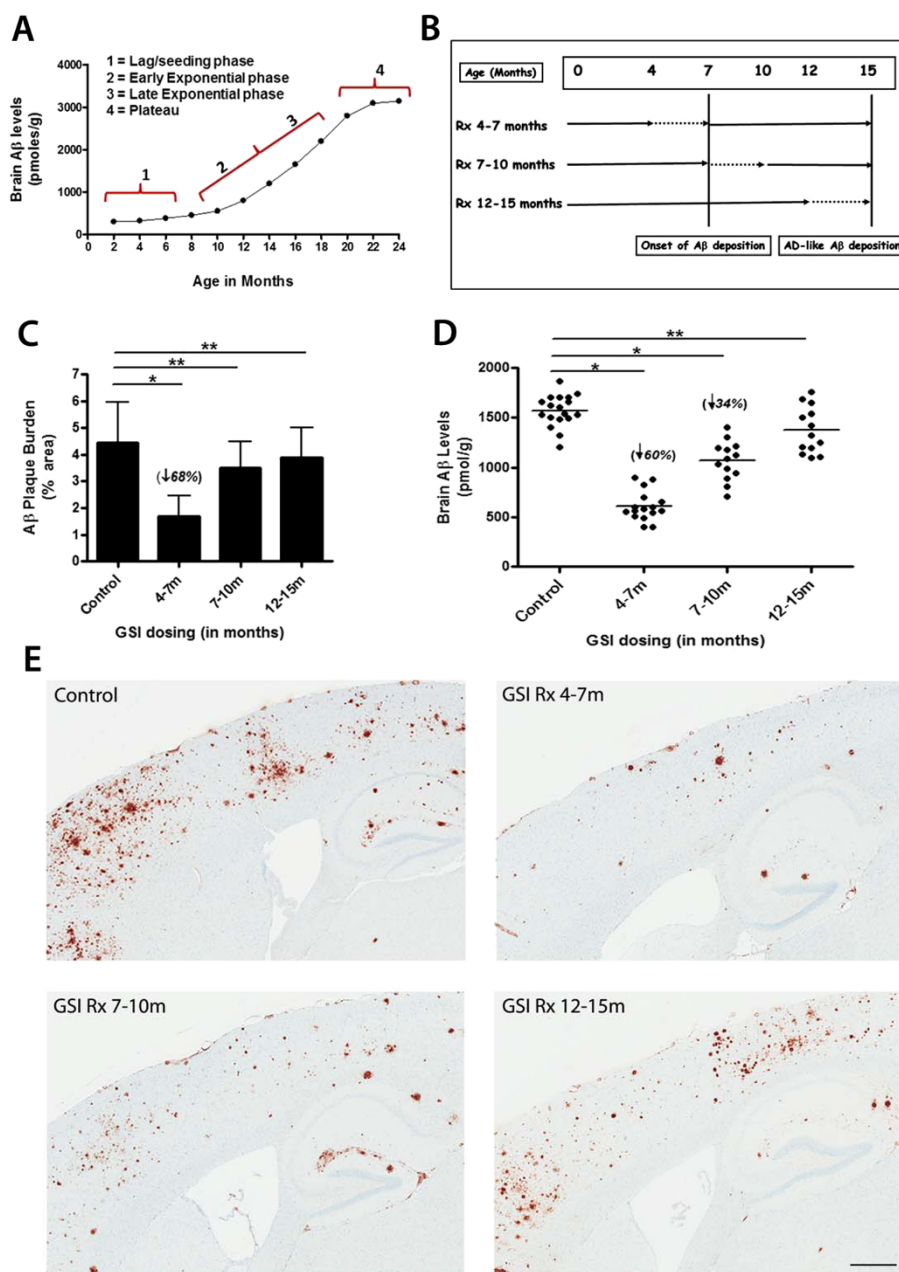 A
1 = Lag/seeding phase
2 = Early Exponential phase
3 = Late Exponential phase
4 = Plateau
4
3
2
1
4000
3000
2000
1000
0
0 2 4 6 8 10 12 14 16 18 20 22 24
Brain Aβ levels
(pmoles/g)
Age in Months
B
Age (Months)
0 4 7 10 12 15
Rx 4-7 months
Rx 7-10 months
Rx 12-15 months
Onset of Aβ deposition
AD-like Aβ deposition
C
**
**
*
7
6
5
4
3
2
1
0
(↓68%)
Aβ Plaque Burden
(% area)
Control
4-7m
7-10m
12-15m
GSI dosing (in months)
D
**
*
*
2000
1500
1000
500
0
(↓34%)
(↓60%)
Brain Aβ Levels
(pmol/g)
Control
4-7m
7-10m
12-15m
GSI dosing (in months)
E
Control
GSI Rx 4-7m
GSI Rx 7-10m
GSI Rx 12-15m